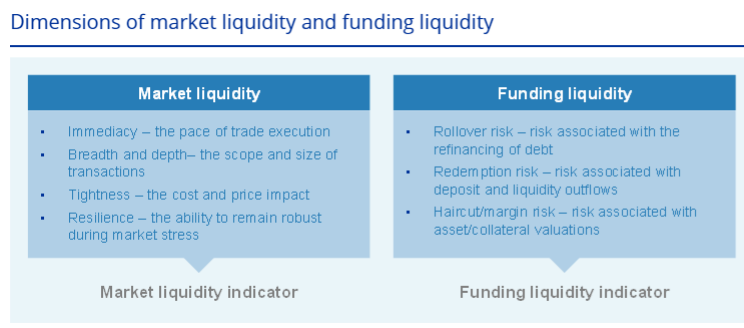 Dimensions of market liquidity and funding liquidity
Market liquidity
▪ Immediacy – the pace of trade execution
▪ Breadth and depth– the scope and size of
transactions
▪ Tightness – the cost and price impact
▪ Resilience – the ability to remain robust
during market stress
Market liquidity indicator
Funding liquidity
▪ Rollover risk – risk associated with the
refinancing of debt
▪ Redemption risk – risk associated with
deposit and liquidity outflows
▪ Haircut/margin risk – risk associated with
asset/collateral valuations
Funding liquidity indicator